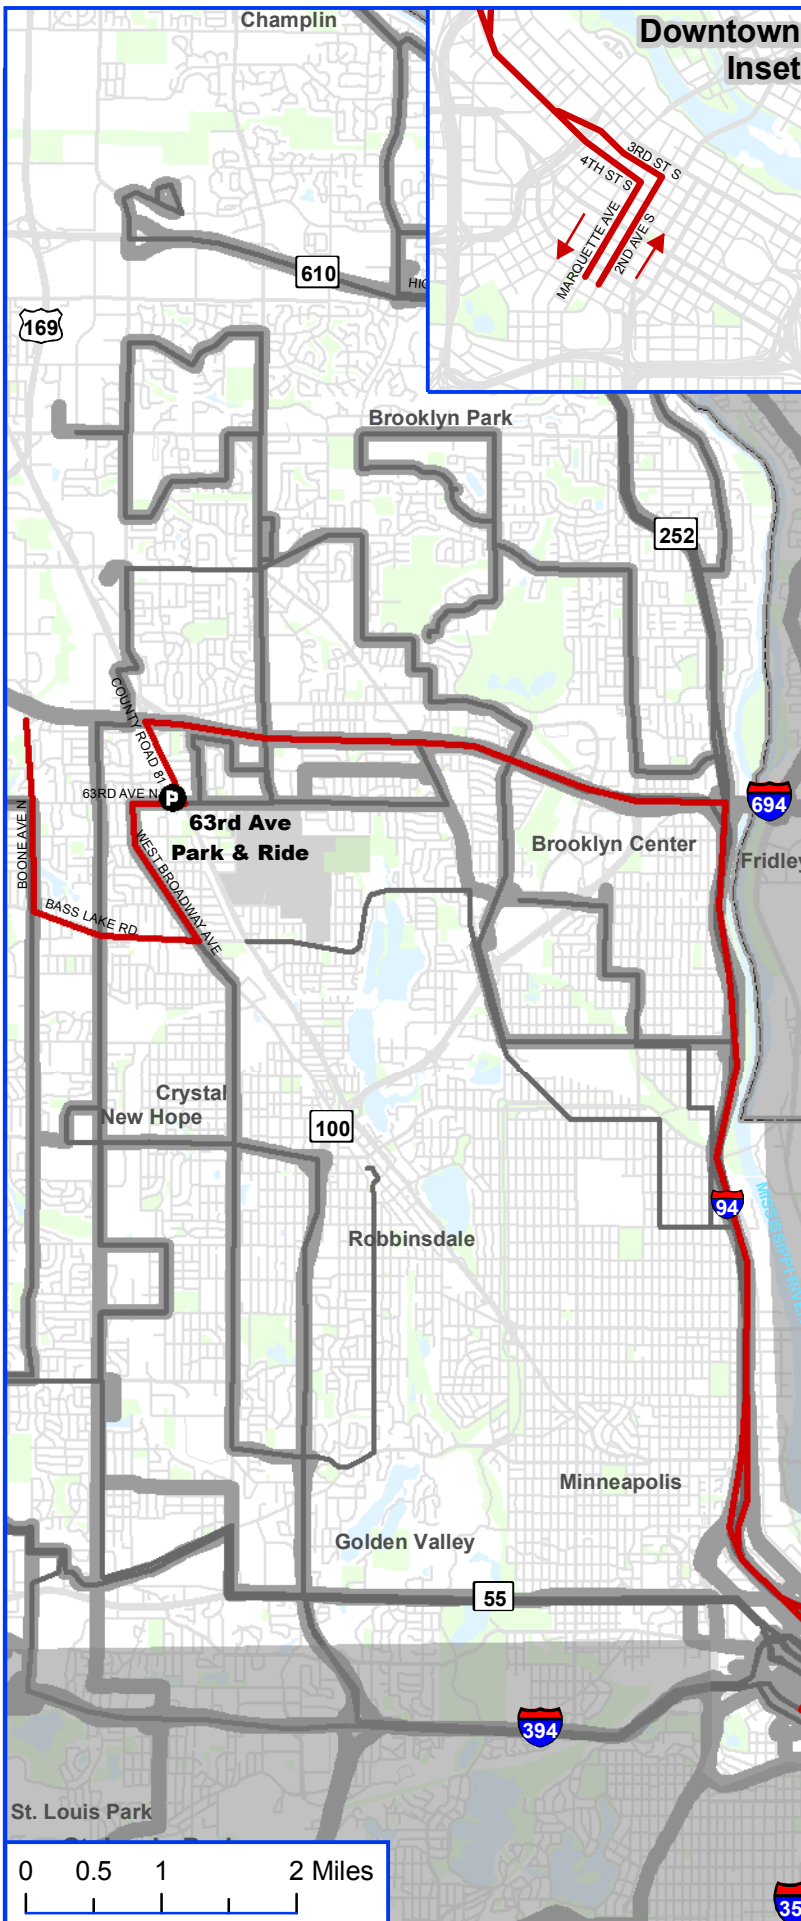 Champlin
Downtown
Inset
3RD ST S
4TH ST S
MARQUETTE AVE
2ND AVE S
610
169
Brooklyn Park
252
COUNTY ROAD 81
63RD AVE N
P
63rd Ave
Park & Ride
694
BOONE AVE N
WEST BROADWAY AVE
Brooklyn Center
Fridley
BASS LAKE RD
Crystal
New Hope
100
94
MISSISSIPPI RIVER
Robbinsdale
Minneapolis
Golden Valley
55
394
St. Louis Park
0 0.5 1 2 Miles
35